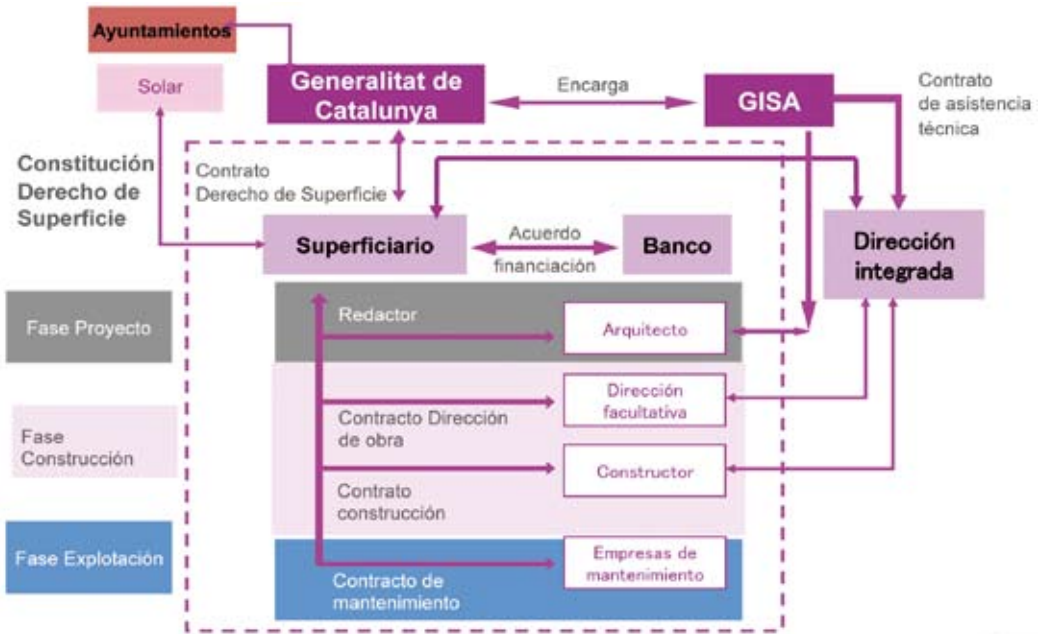 Ayuntamientos
Solar
Generalitat de
Catalunya
Encarga
GISA
Contrato
de asistencia
técnica
Constitución
Derecho de
Superficie
Contrato
Derecho de Superficie
Superficiario
Acuerdo
financiación
Banco
Dirección
integrada
Fase Proyecto
Redactor
Arquitecto
Fase
Construcción
Dirección
facultativa
Contracto Dirección
de obra
Constructor
Contrato
construcción
Fase Explotación
Empresas de
mantenimiento
Contracto de
mantenimiento